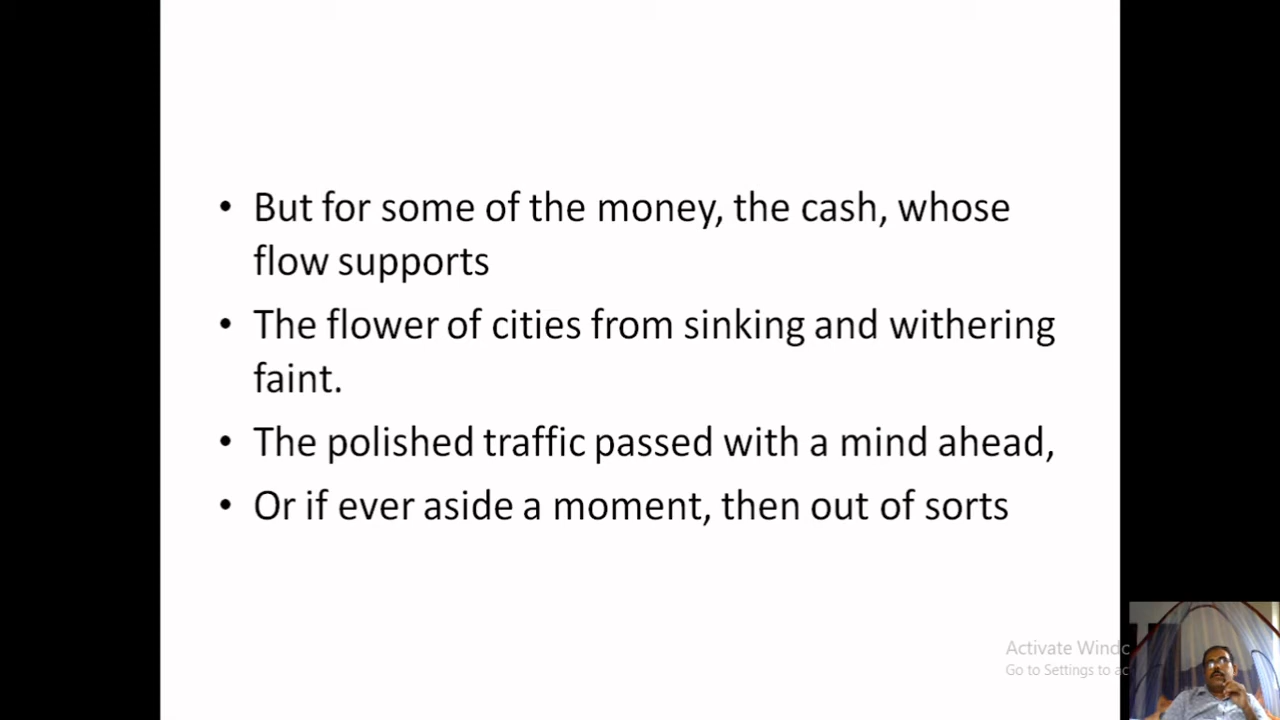 • But for some of the money, the cash, whose
flow supports
• The flower of cities from sinking and withering
faint.
• The polished traffic passed with a mind ahead,
• Or if ever aside a moment, then out of sorts
Activate Windo
Go to Settings to ac